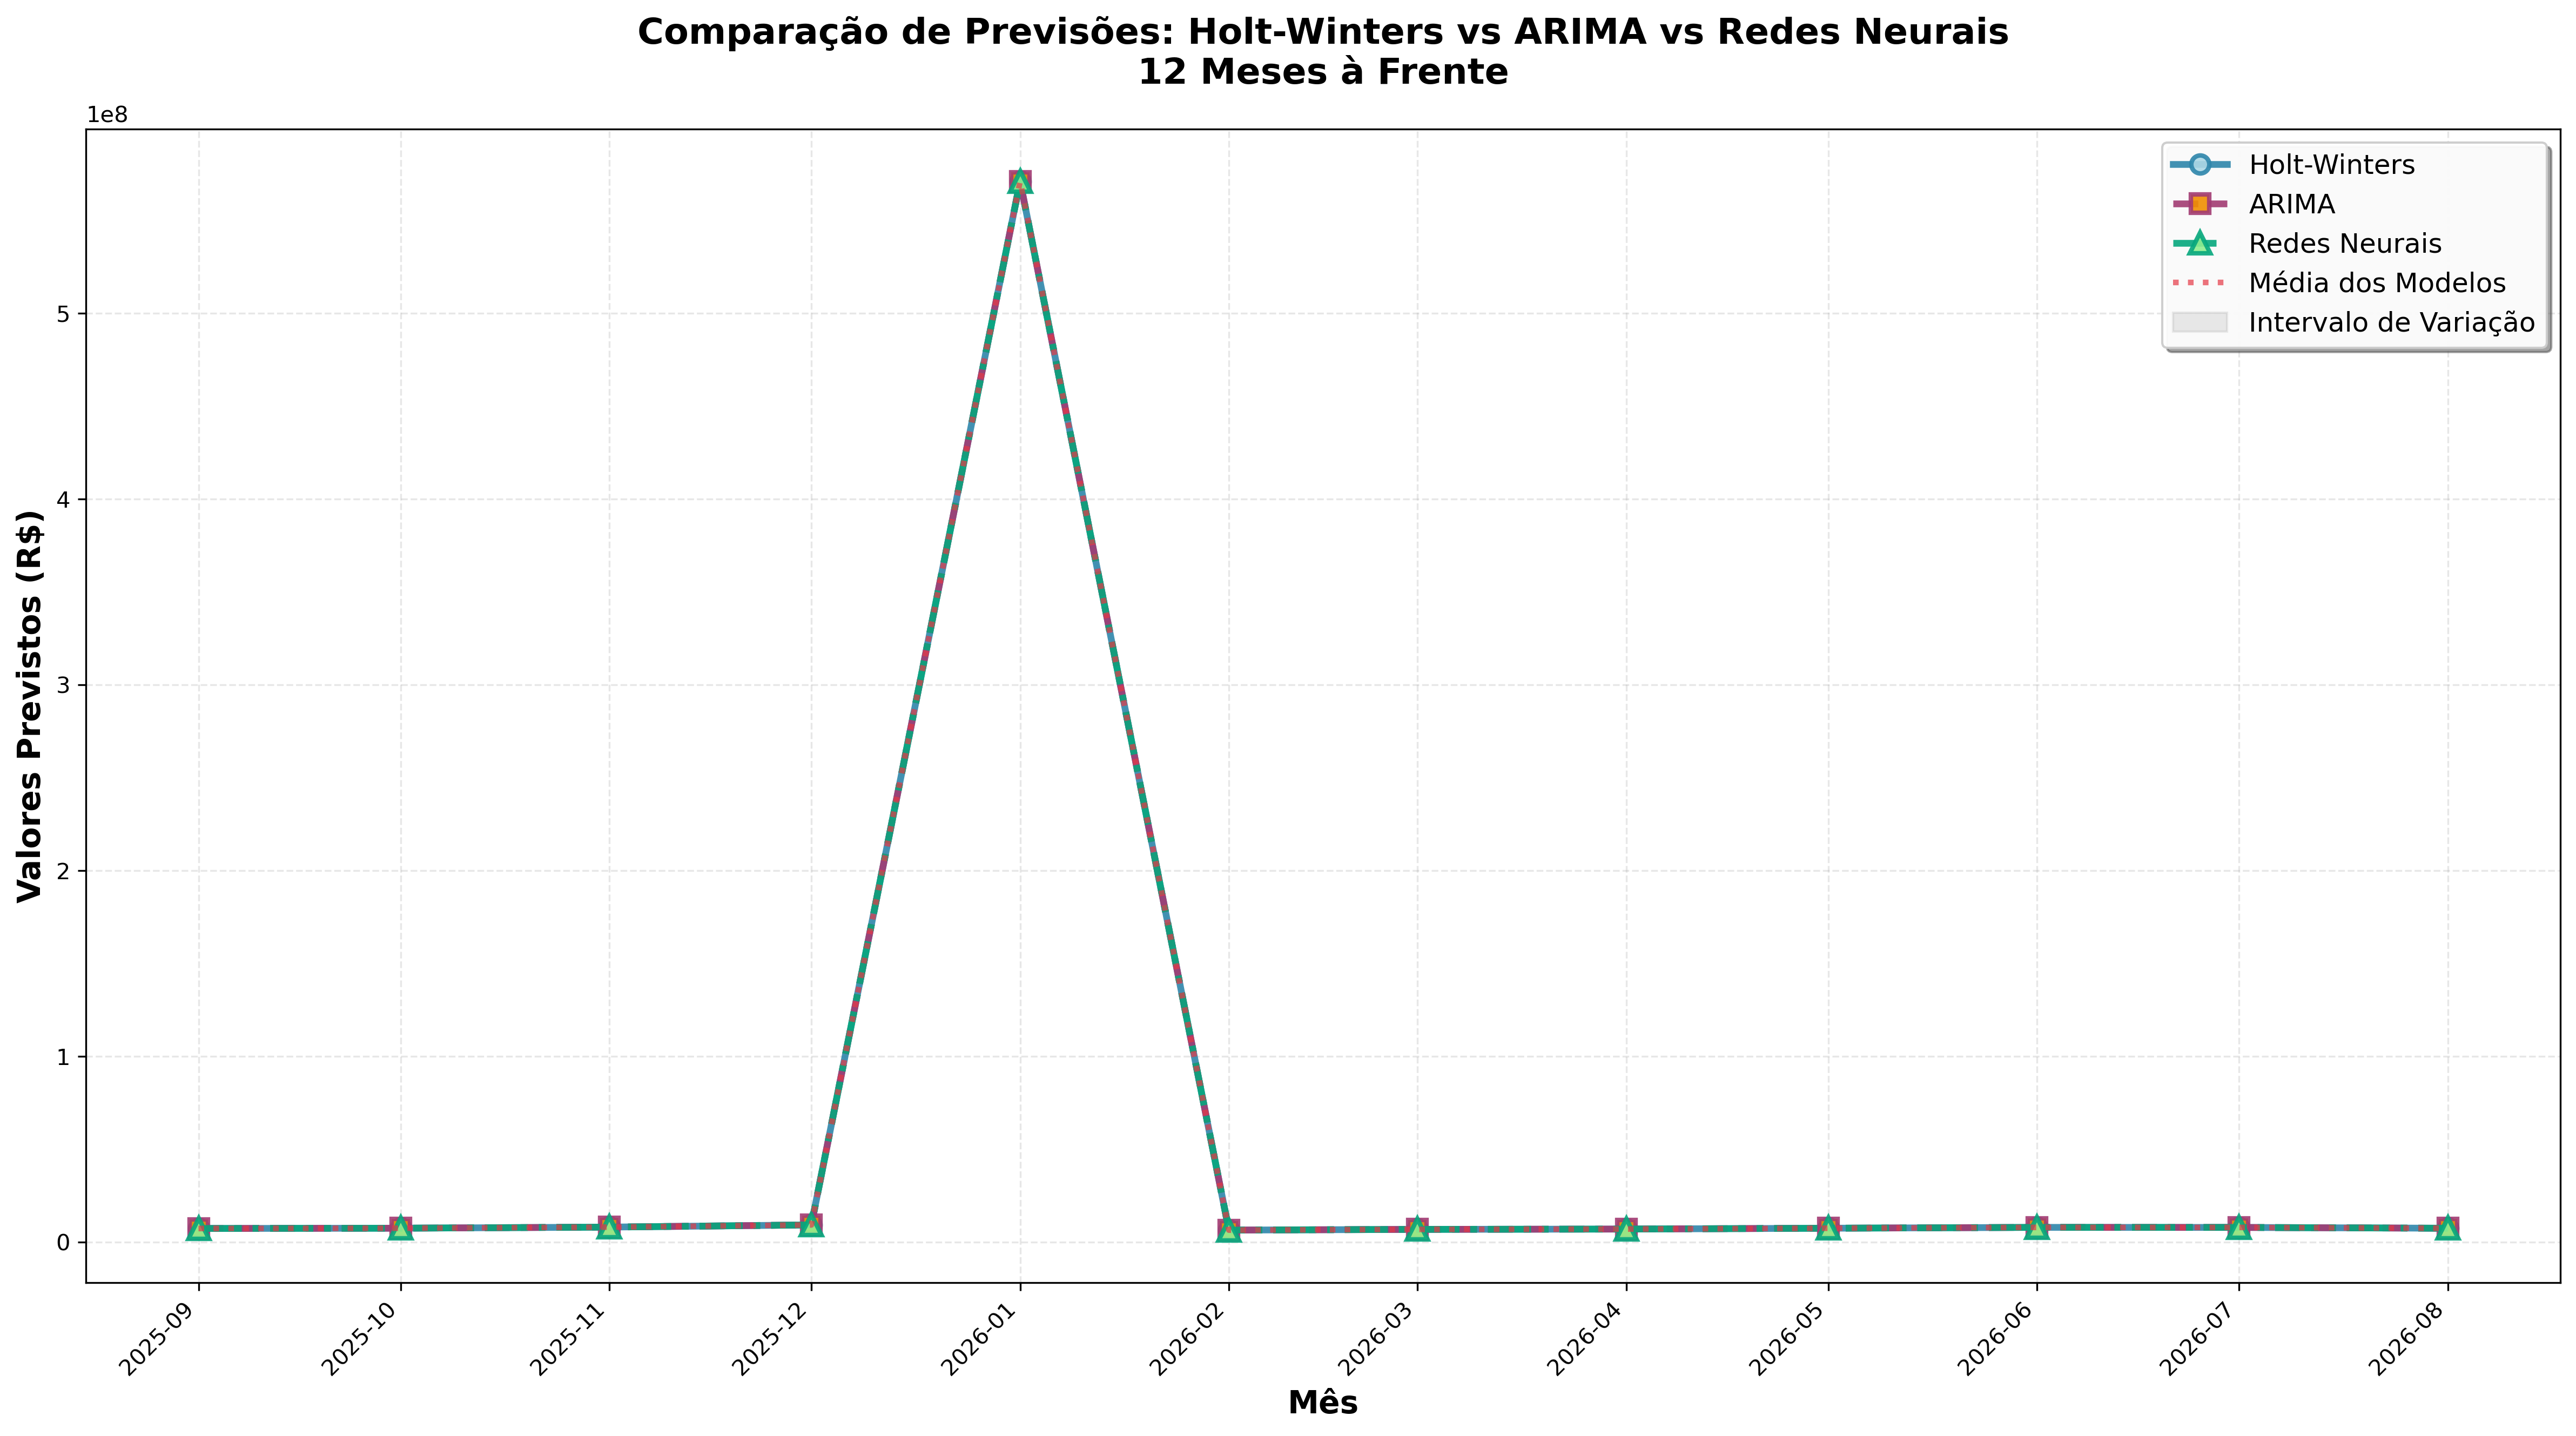 Comparação de Previsões: Holt-Winters vs ARIMA vs Redes Neurais
12 Meses à Frente
1e8
Holt-Winters
ARIMA
Redes Neurais
Média dos Modelos
Intervalo de Variação
5
4
3
2
1
0
Valores Previstos (R$)
2025-09
2025-10
2025-11
2025-12
2026-01
2026-02
2026-03
2026-04
2026-05
2026-06
2026-07
2026-08
Mês